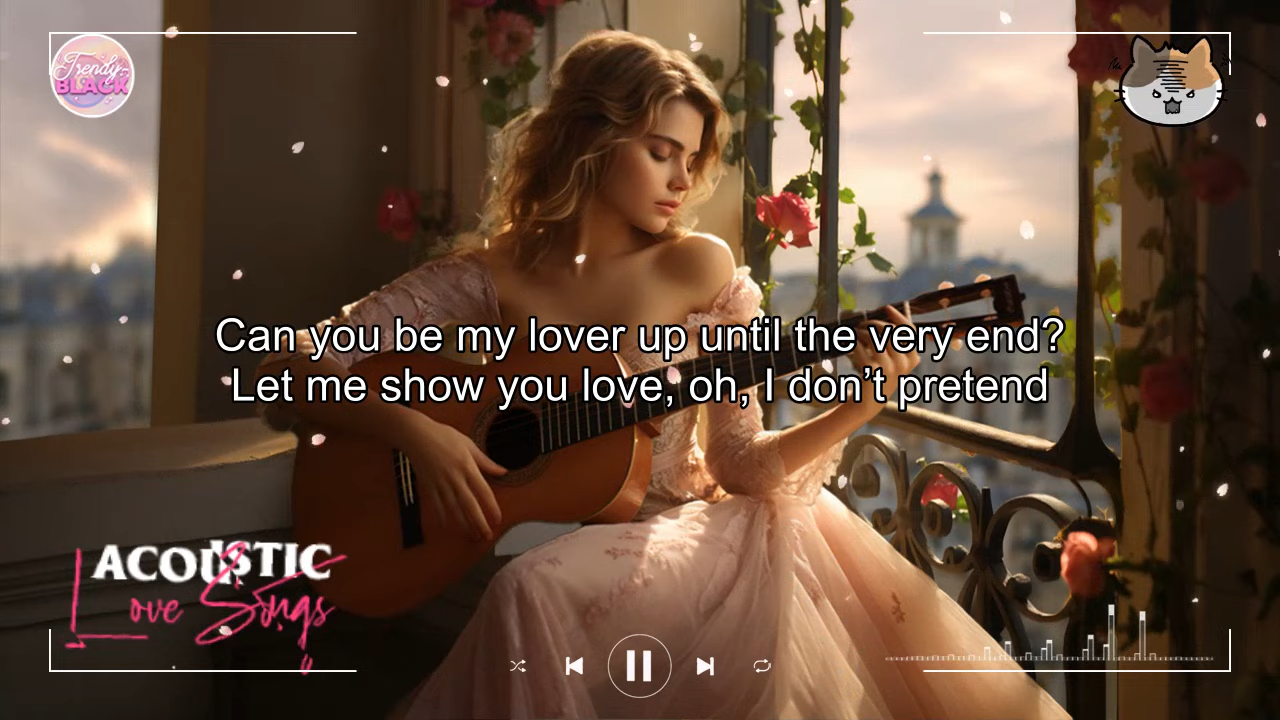 Trendy
BLACK
Can you be my lover up until the very end?
Let me show you love, oh, I don’t pretend
ACOUSTIC
Love Songs